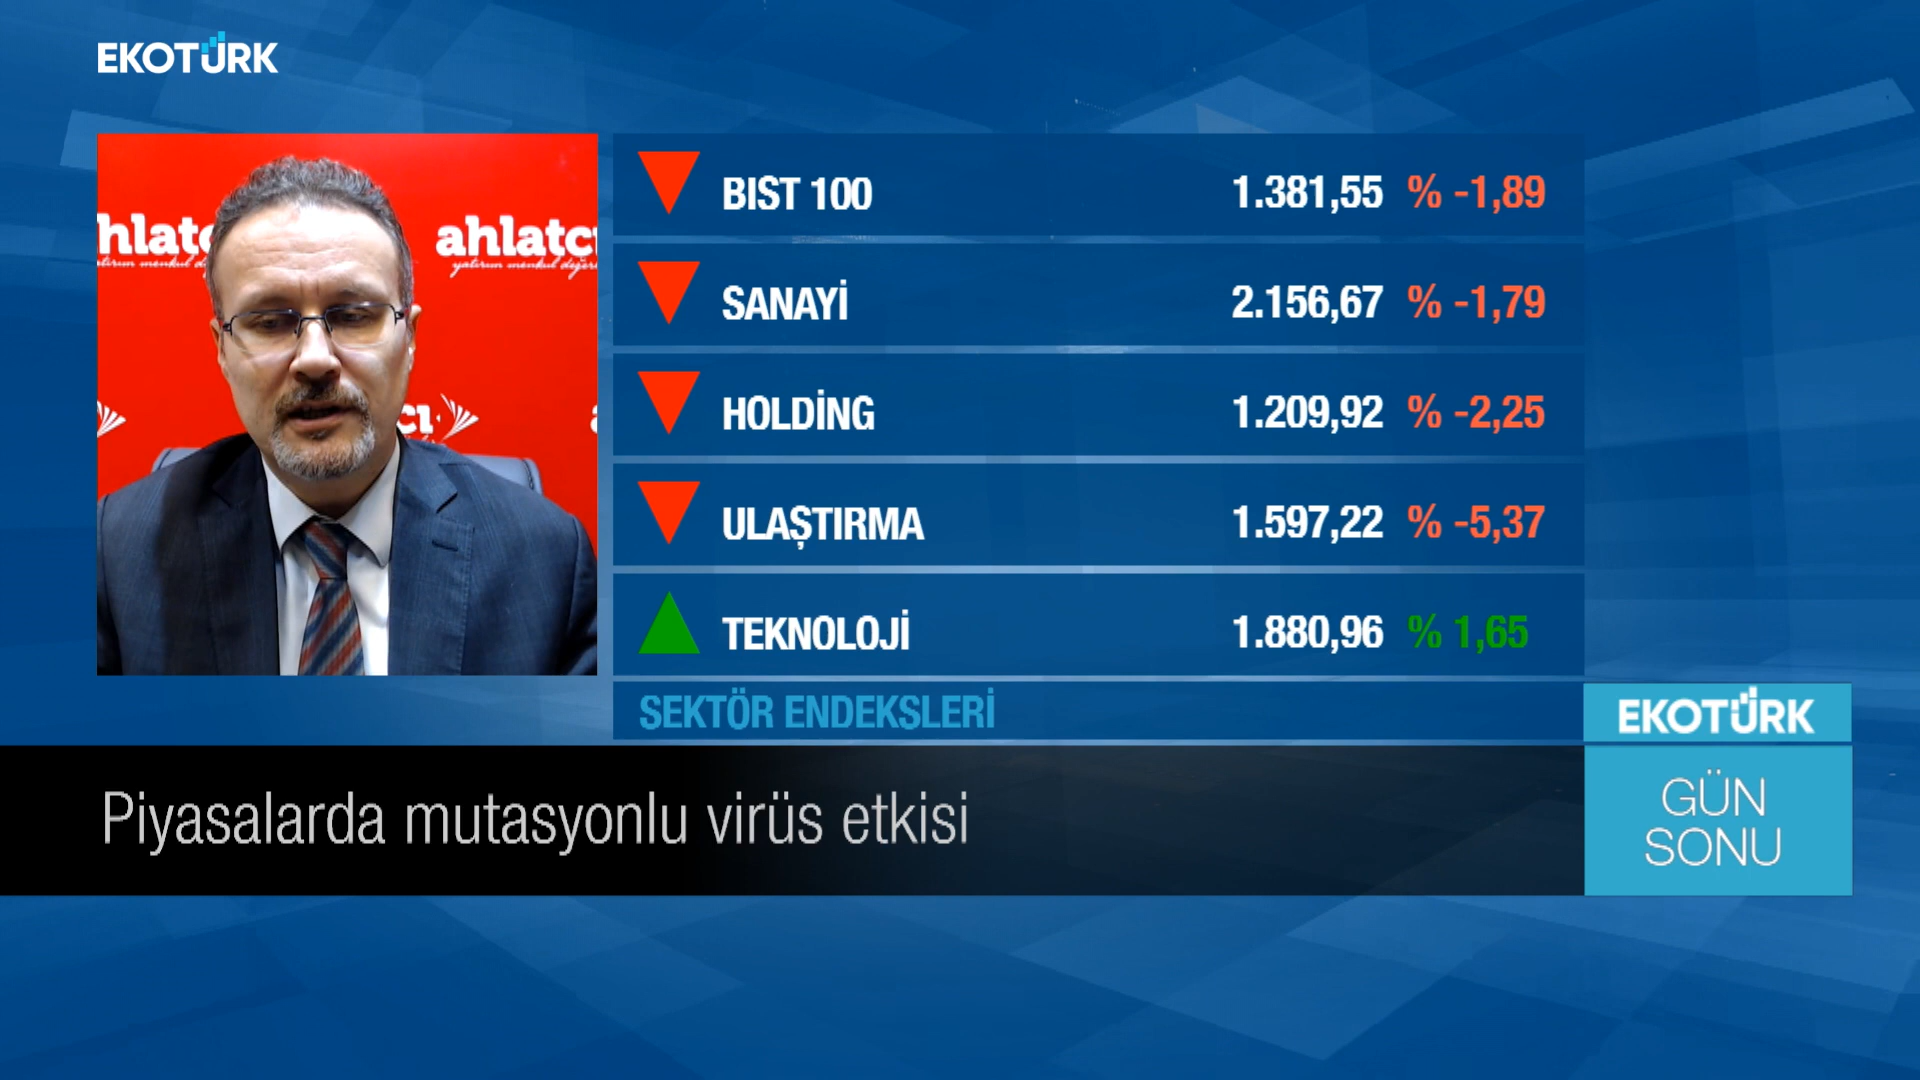 EKOTÜRK
ahlatcı
BIST 100 1.381,55 % -1,89
SANAYİ 2.156,67 % -1,79
HOLDİNG 1.209,92 % -2,25
ULAŞTIRMA 1.597,22 % -5,37
TEKNOLOJİ 1.880,96 % 1,65
SEKTÖR ENDEKSLERİ
EKOTÜRK
Piyasalarda mutasyonlu virüs etkisi
GÜN
SONU